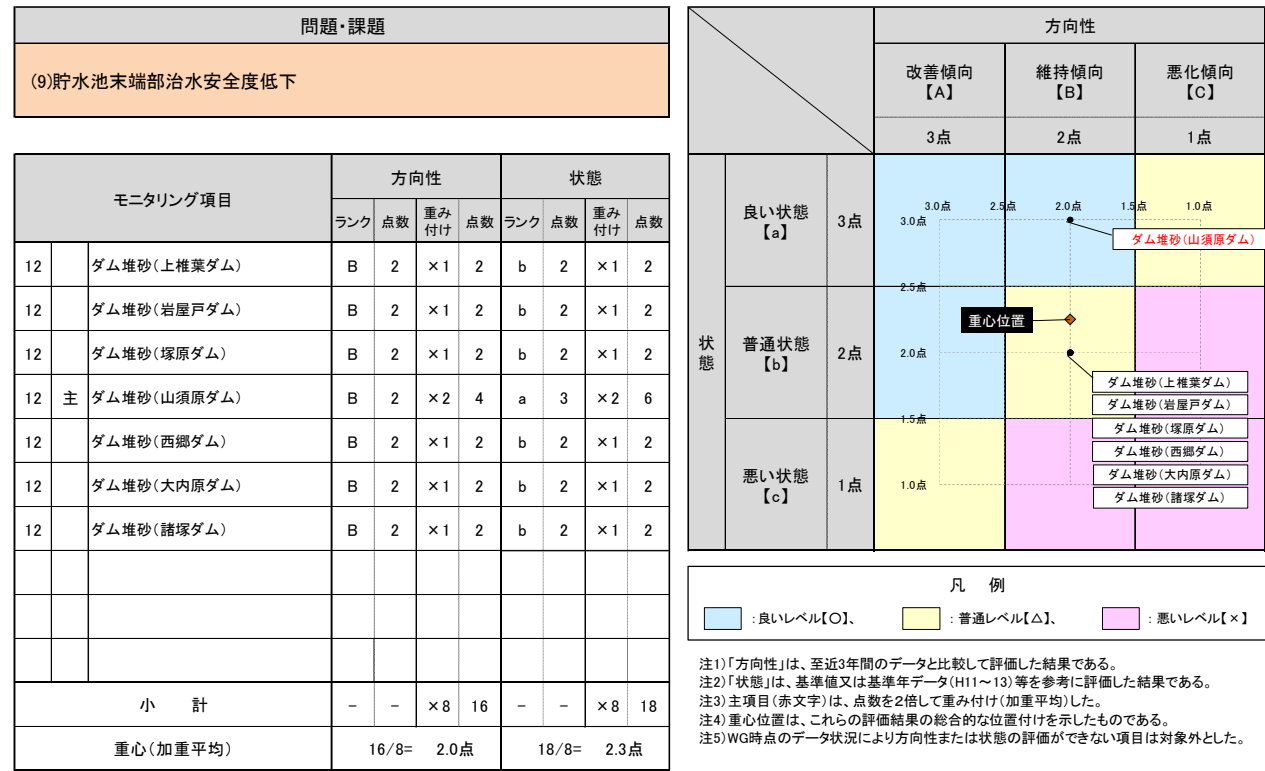 問題・課題
(9)貯水池末端部治水安全度低下
モニタリング項目 方向性 状態
ランク 点数 重み付け 点数 ランク 点数 重み付け 点数
12 ダム堆砂(上椎葉ダム) B 2 ×1 2 b 2 ×1 2
12 ダム堆砂(岩屋戸ダム) B 2 ×1 2 b 2 ×1 2
12 ダム堆砂(塚原ダム) B 2 ×1 2 b 2 ×1 2
12 主 ダム堆砂(山須原ダム) B 2 ×2 4 a 3 ×2 6
12 ダム堆砂(西郷ダム) B 2 ×1 2 b 2 ×1 2
12 ダム堆砂(大内原ダム) B 2 ×1 2 b 2 ×1 2
12 ダム堆砂(諸塚ダム) B 2 ×1 2 b 2 ×1 2
小 計 - - ×8 16 - - ×8 18
重心(加重平均) 16/8= 2.0点 18/8= 2.3点
方向性
改善傾向 維持傾向 悪化傾向
【A】 【B】 【C】
3点 2点 1点
状態
良い状態
【a】
3点
普通状態
【b】
2点
悪い状態
【c】
1点
3.0点 2.5点 2.0点 1.5点 1.0点
3.0点
ダム堆砂(山須原ダム)
2.5点
重心位置
2.0点
ダム堆砂(上椎葉ダム)
ダム堆砂(岩屋戸ダム)
1.5点
ダム堆砂(塚原ダム)
ダム堆砂(西郷ダム)
ダム堆砂(大内原ダム)
1.0点
ダム堆砂(諸塚ダム)
凡 例
:良いレベル【○】、 :普通レベル【△】、 :悪いレベル【×】
注1)「方向性」は、至近3年間のデータと比較して評価した結果である。
注2)「状態」は、基準値又は基準年データ(H11～13)等を参考に評価した結果である。
注3)主項目(赤文字)は、点数を2倍して重み付け(加重平均)した。
注4)重心位置は、これらの評価結果の総合的な位置付けを示したものである。
注5)WG時点のデータ状況により方向性または状態の評価ができない項目は対象外とした。